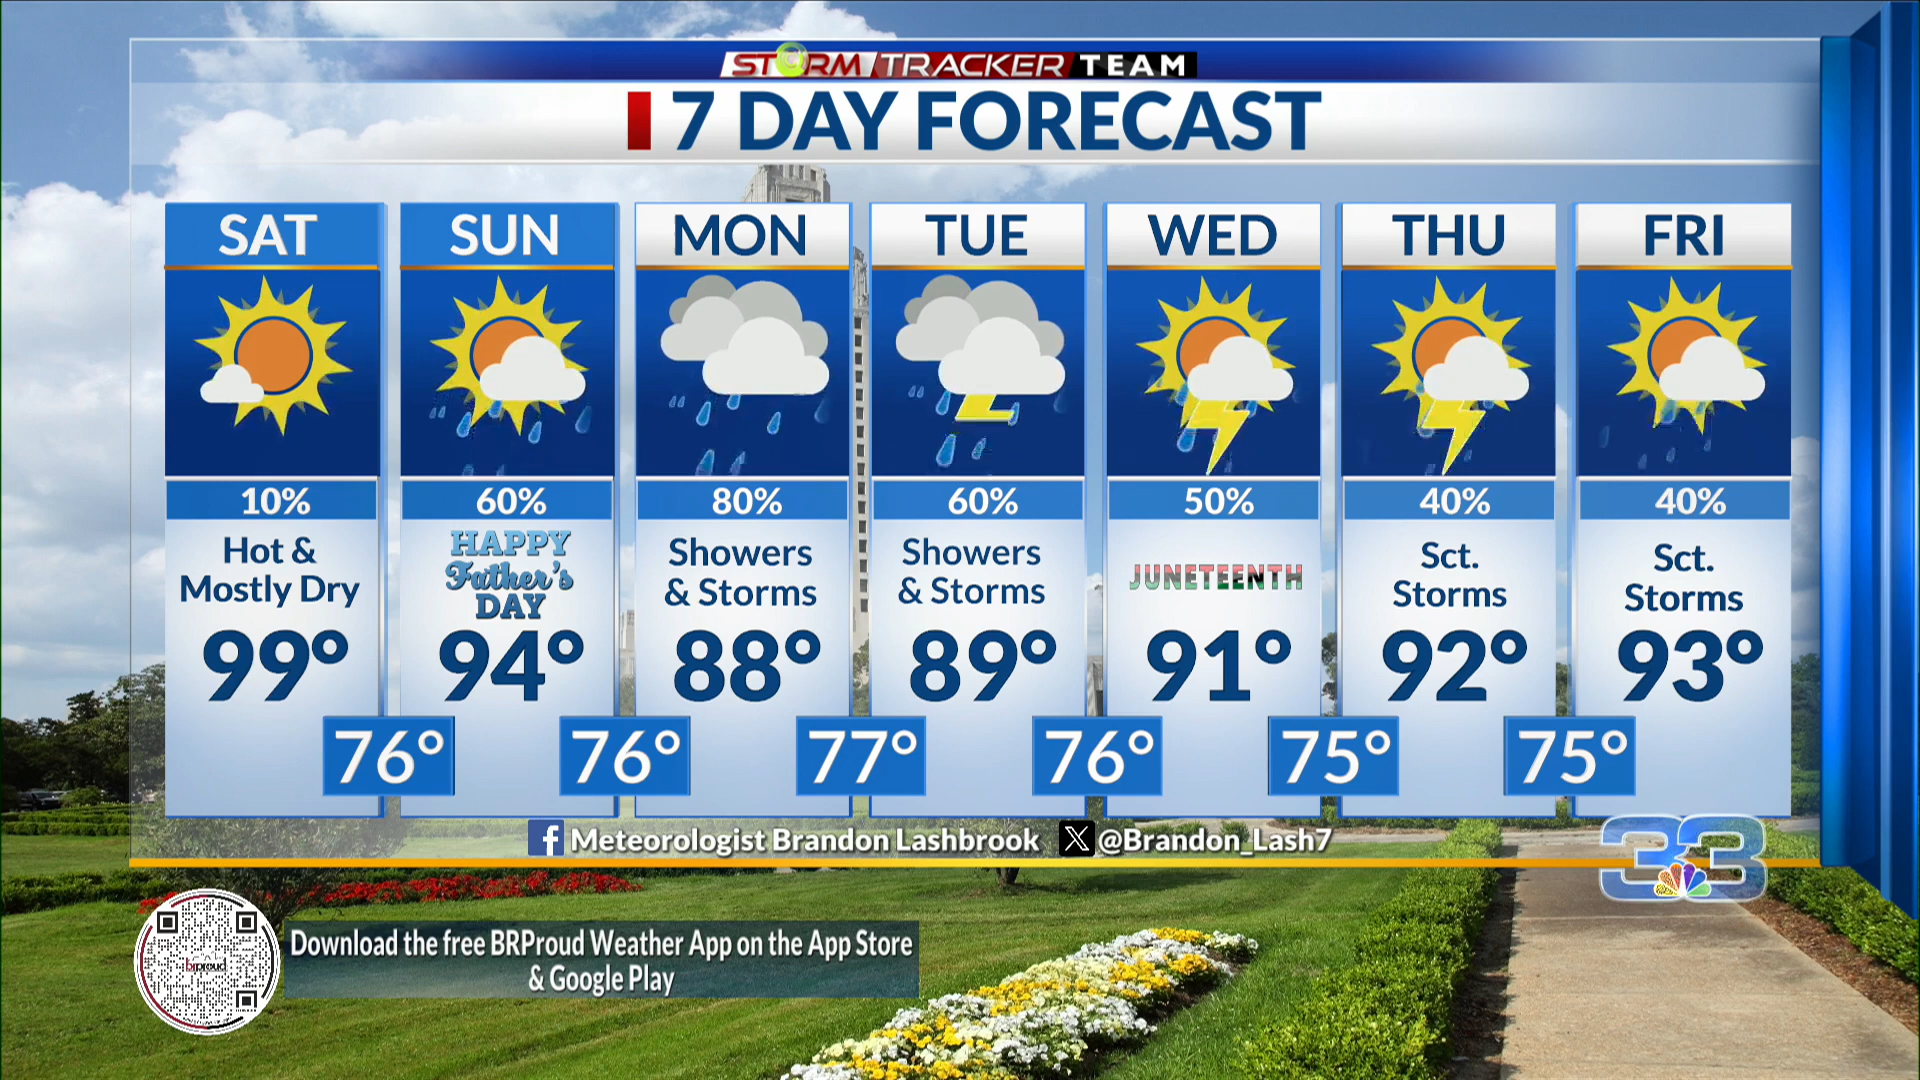 STORM TRACKER TEAM
7 DAY FORECAST
SAT SUN MON TUE WED THU FRI
10% 60% 80% 60% 50% 40% 40%
Hot &
Mostly Dry
HAPPY
Father's
DAY
Showers
& Storms
Showers
& Storms
JUNETEENTH
Sct.
Storms
Sct.
Storms
99° 94° 88° 89° 91° 92° 93°
76° 76° 77° 76° 75° 75°
f Meteorologist Brandon Lashbrook X @Brandon_Lash7
33
brproud
Download the free BRProud Weather App on the App Store
& Google Play